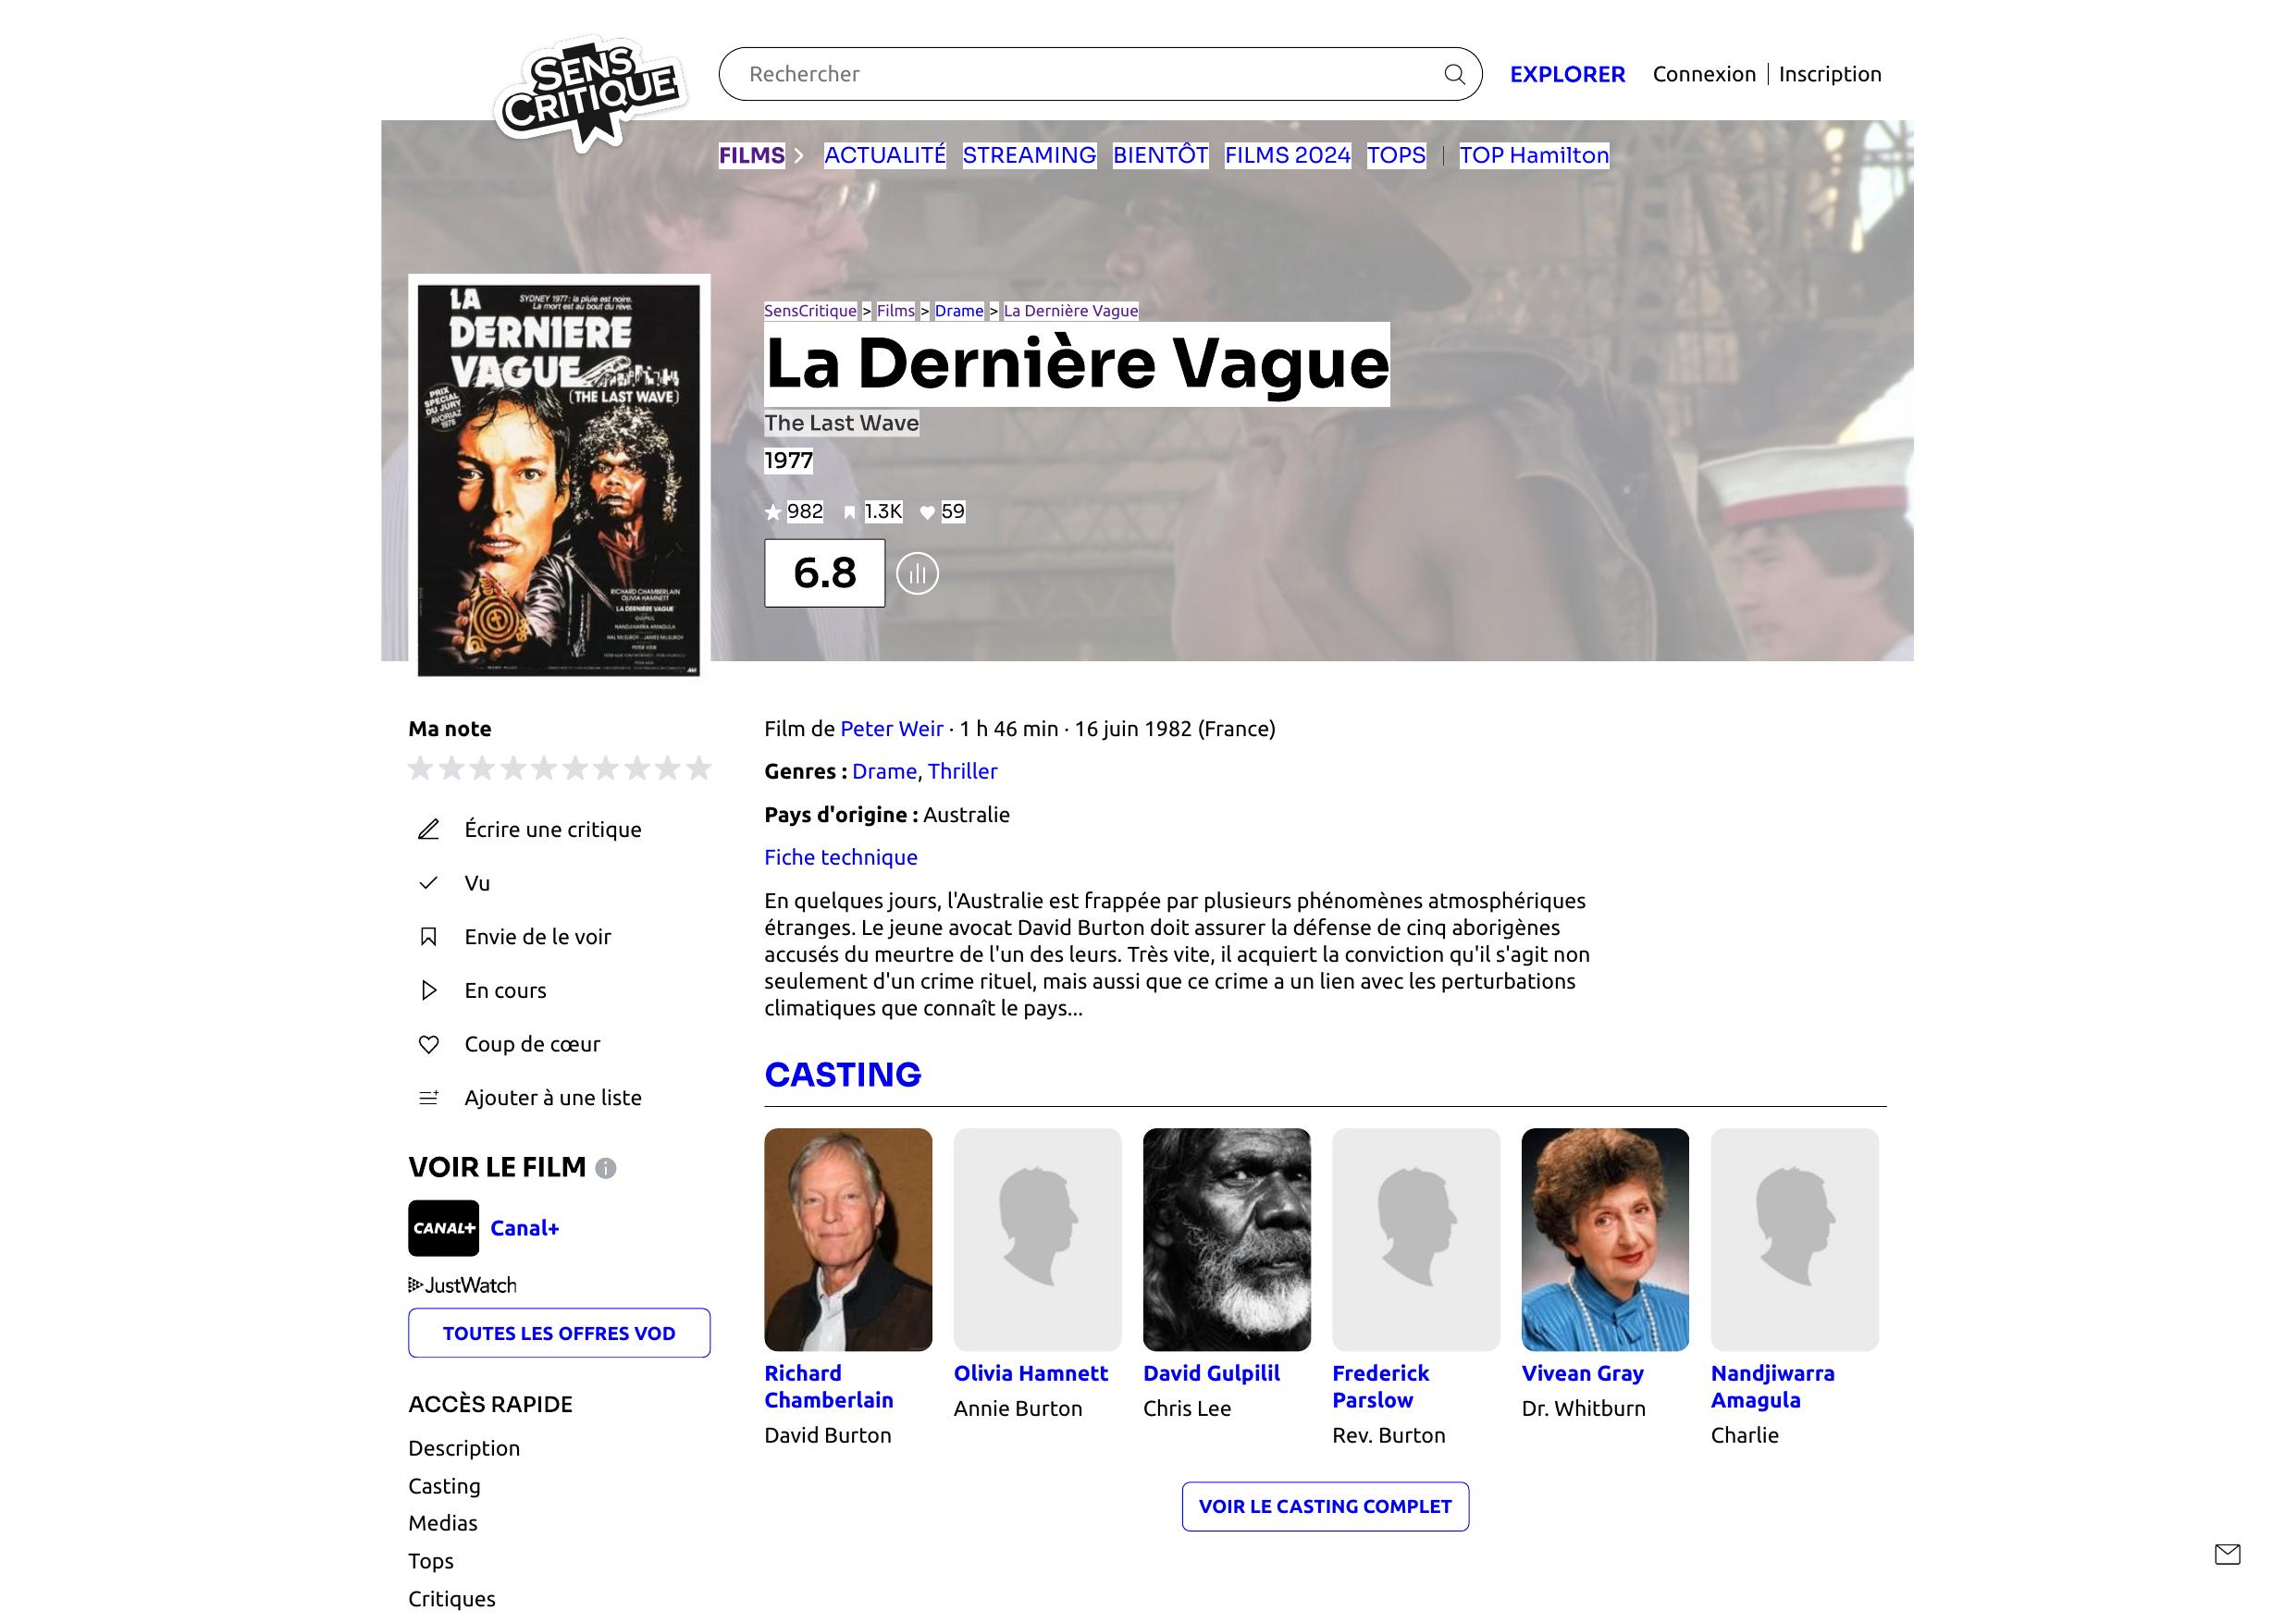 SENS
CRITIQUE
Rechercher
EXPLORER
Connexion | Inscription
FILMS
ACTUALITÉ STREAMING BIENTÔT FILMS 2024 TOPS | TOP Hamilton
LA
DERNIERE
VAGUE
SYDNEY 1977: la pluie est noire.
La mort est au bout du rêve.
PRIX
SPECIAL
DU JURY
AVORIAZ
1978
(THE LAST WAVE)
RICHARD CHAMBERLAIN
OLIVIA HAMNETT
LA DERNIERE VAGUE
GULPILIL
NANDJIWARRA AMAGULA
HAL McELROY - JAMES McELROY
PETER WEIR
SensCritique > Films > Drame > La Dernière Vague
La Dernière Vague
The Last Wave
1977
982 1.3K 59
6.8
Ma note
Écrire une critique
Vu
Envie de le voir
En cours
Coup de cœur
Ajouter à une liste
VOIR LE FILM
CANAL+ Canal+
JustWatch
TOUTES LES OFFRES VOD
ACCÈS RAPIDE
Description
Casting
Medias
Tops
Critiques
Film de Peter Weir · 1 h 46 min · 16 juin 1982 (France)
Genres : Drame, Thriller
Pays d'origine : Australie
Fiche technique
En quelques jours, l'Australie est frappée par plusieurs phénomènes atmosphériques
étranges. Le jeune avocat David Burton doit assurer la défense de cinq aborigènes
accusés du meurtre de l'un des leurs. Très vite, il acquiert la conviction qu'il s'agit non
seulement d'un crime rituel, mais aussi que ce crime a un lien avec les perturbations
climatiques que connaît le pays...
CASTING
Richard
Chamberlain
David Burton
Olivia Hamnett
Annie Burton
David Gulpilil
Chris Lee
Frederick
Parslow
Rev. Burton
Vivean Gray
Dr. Whitburn
Nandjiwarra
Amagula
Charlie
VOIR LE CASTING COMPLET